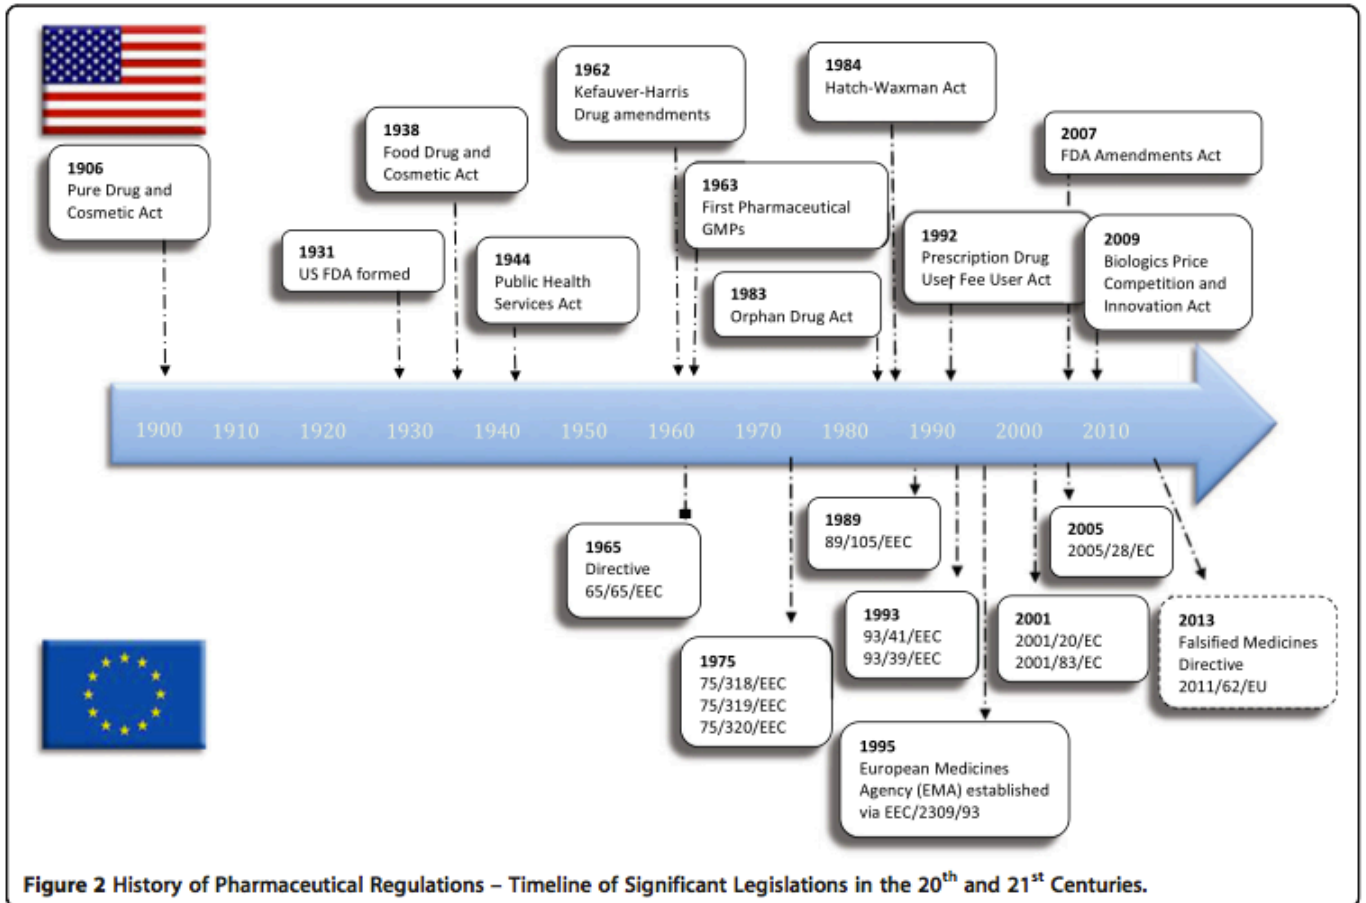 1906
Pure Drug and
Cosmetic Act
1931
US FDA formed
1938
Food Drug and
Cosmetic Act
1944
Public Health
Services Act
1962
Kefauver-Harris
Drug amendments
1963
First Pharmaceutical
GMPs
1983
Orphan Drug Act
1984
Hatch-Waxman Act
1992
Prescription Drug
User Fee User Act
2007
FDA Amendments Act
2009
Biologics Price
Competition and
Innovation Act
1900 1910 1920 1930 1940 1950 1960 1970 1980 1990 2000 2010
1965
Directive
65/65/EEC
1975
75/318/EEC
75/319/EEC
75/320/EEC
1989
89/105/EEC
1993
93/41/EEC
93/39/EEC
1995
European Medicines
Agency (EMA) established
via EEC/2309/93
2001
2001/20/EC
2001/83/EC
2005
2005/28/EC
2013
Falsified Medicines
Directive
2011/62/EU
Figure 2 History of Pharmaceutical Regulations – Timeline of Significant Legislations in the 20th and 21st Centuries.